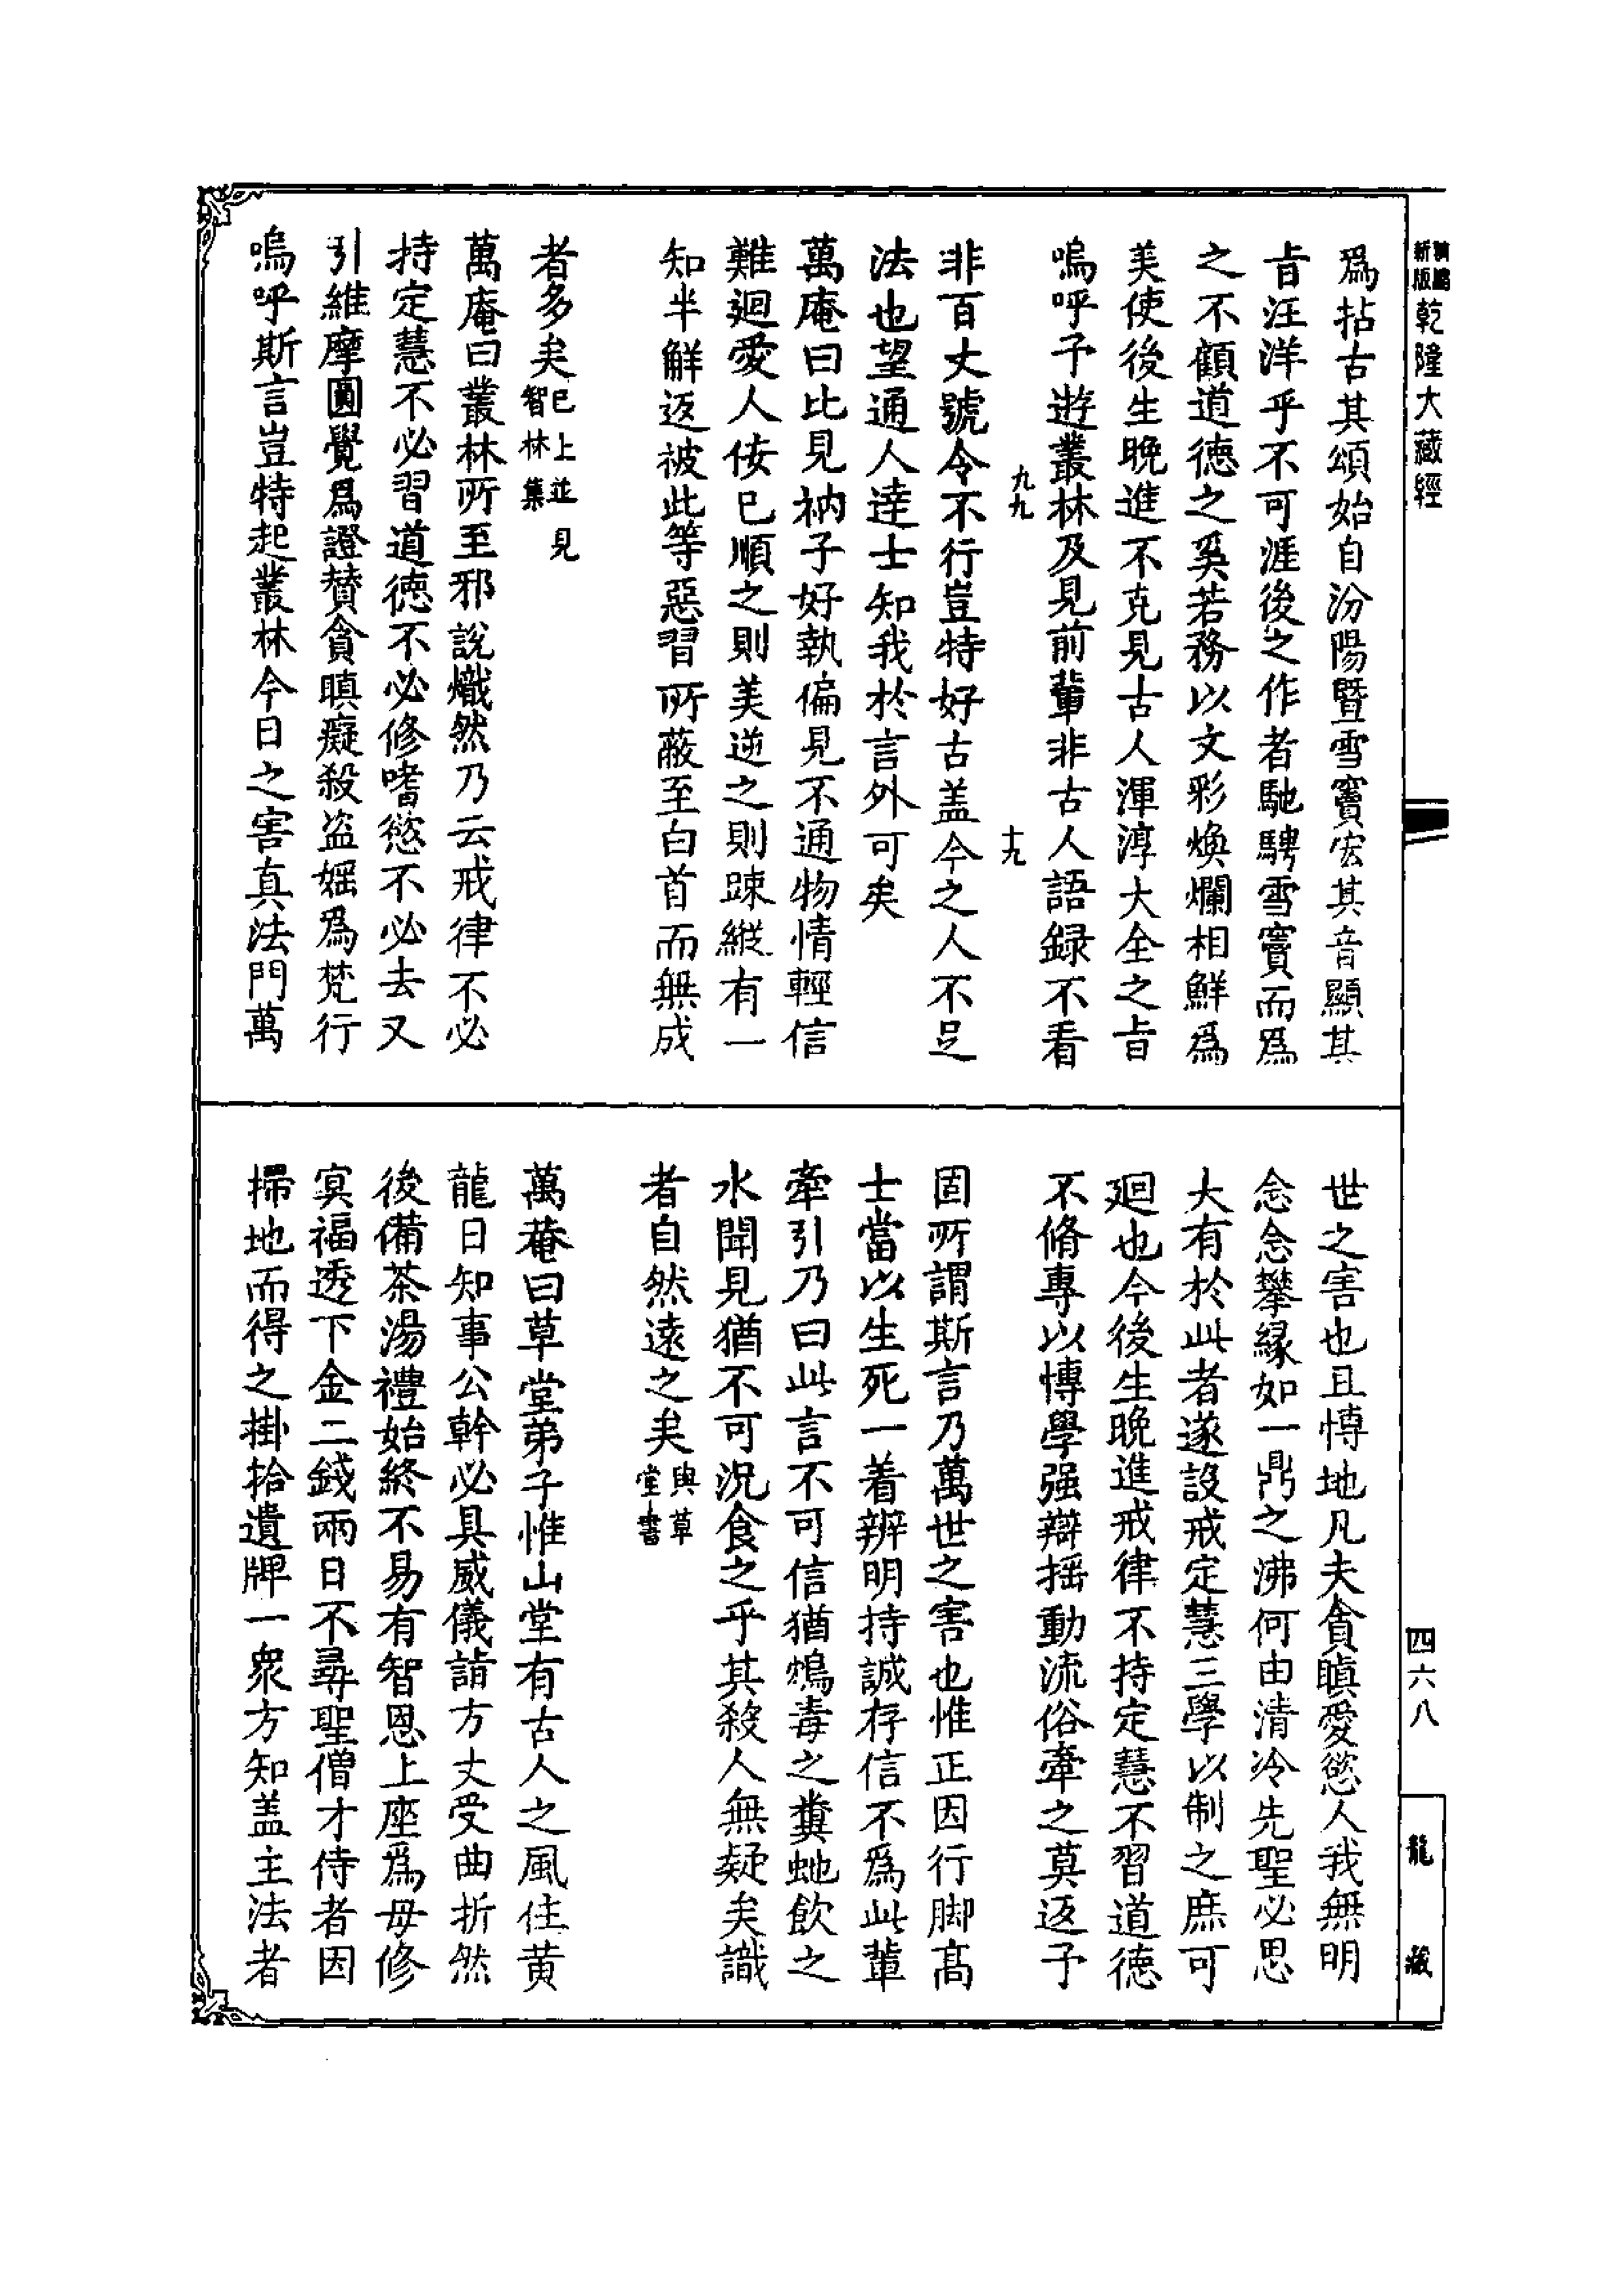 新版
精縮
乾隆大藏經
爲拈古其頌始自汾陽暨雪竇宏其音顯其
㫖汪洋乎不可涯後之作者馳騁雪竇而爲
之不顧道德之奚若務以文彩煥爛相鮮爲
美使後生晚進不克見古人渾淳大全之㫖
嗚呼予遊叢林及見前輩非古人語録不看
九九
十九
非百丈號令不行豈特好古盖今之人不足
法也望通人達士知我於言外可矣
萬庵曰比見衲子好執偏見不通物情輕信
難迴愛人佞已順之則美逆之則疎縱有一
知半解返被此等惡習所蔽至白首而無成
者多矣
已上並見
智林集
萬庵曰叢林所至邪說熾然乃云戒律不必
持定慧不必習道德不必修嗜慾不必去又
引維摩圓覺爲證賛貪瞋癡殺盗婬爲梵行
嗚呼斯言豈特起叢林今日之害真法門萬
世之害也且愽地凡夫貪瞋愛慾人我無明
念念攀縁如一鼎之沸何由清冷先聖必思
大有於此者遂設戒定慧三學以制之庶可
迴也今後生晚進戒律不持定慧不習道德
不脩專以愽學强辯揺動流俗牽之莫返予
固所謂斯言乃萬世之害也惟正因行脚高
士當以生死一着辨明持誠存信不爲此輩
牽引乃曰此言不可信猶鴆毒之糞虵飲之
水聞見猶不可況食之乎其殺人無疑矣識
者自然遠之矣
與草
堂書
萬菴曰草堂弟子惟山堂有古人之風住黄
龍日知事公幹必具威儀詣方丈受曲折然
後備茶湯禮始終不易有智恩上座爲母修
寘福透下金二錢兩日不尋聖僧才侍者因
掃地而得之掛拾遺牌一衆方知盖主法者
四六八
龍藏